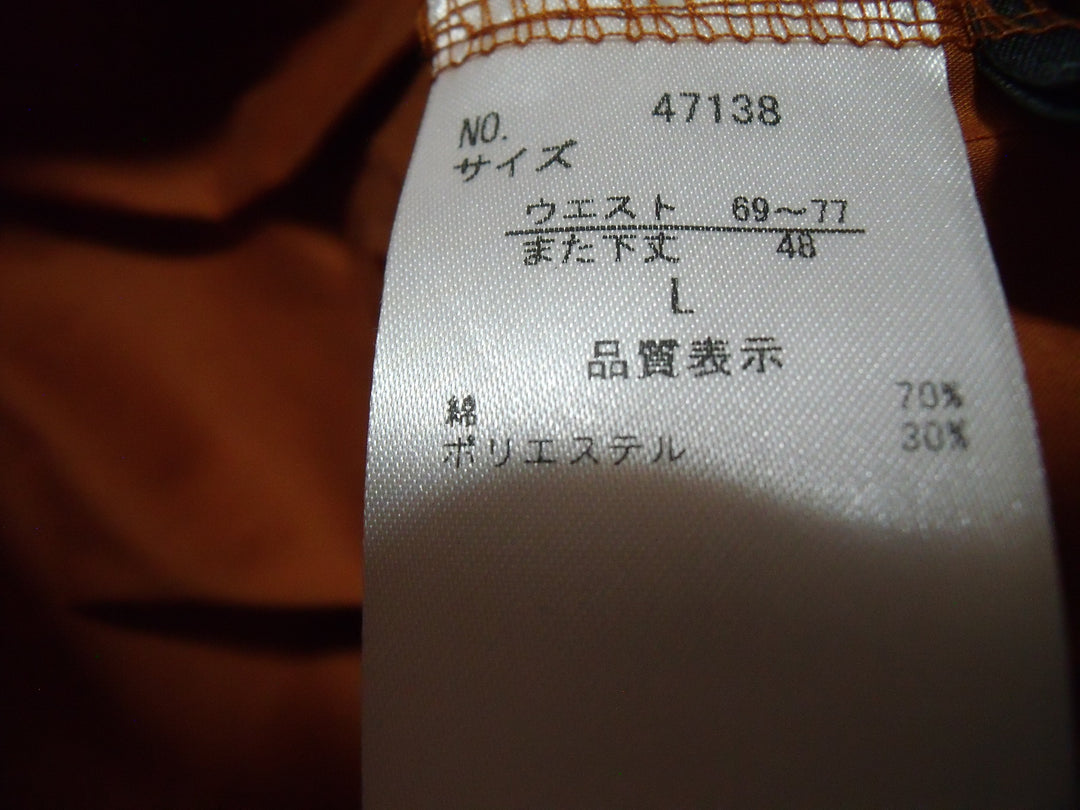 NO. 47138
サイズ
ウエスト 69～77
また下丈 48
L
品質表示
綿 70%
ポリエステル 30%